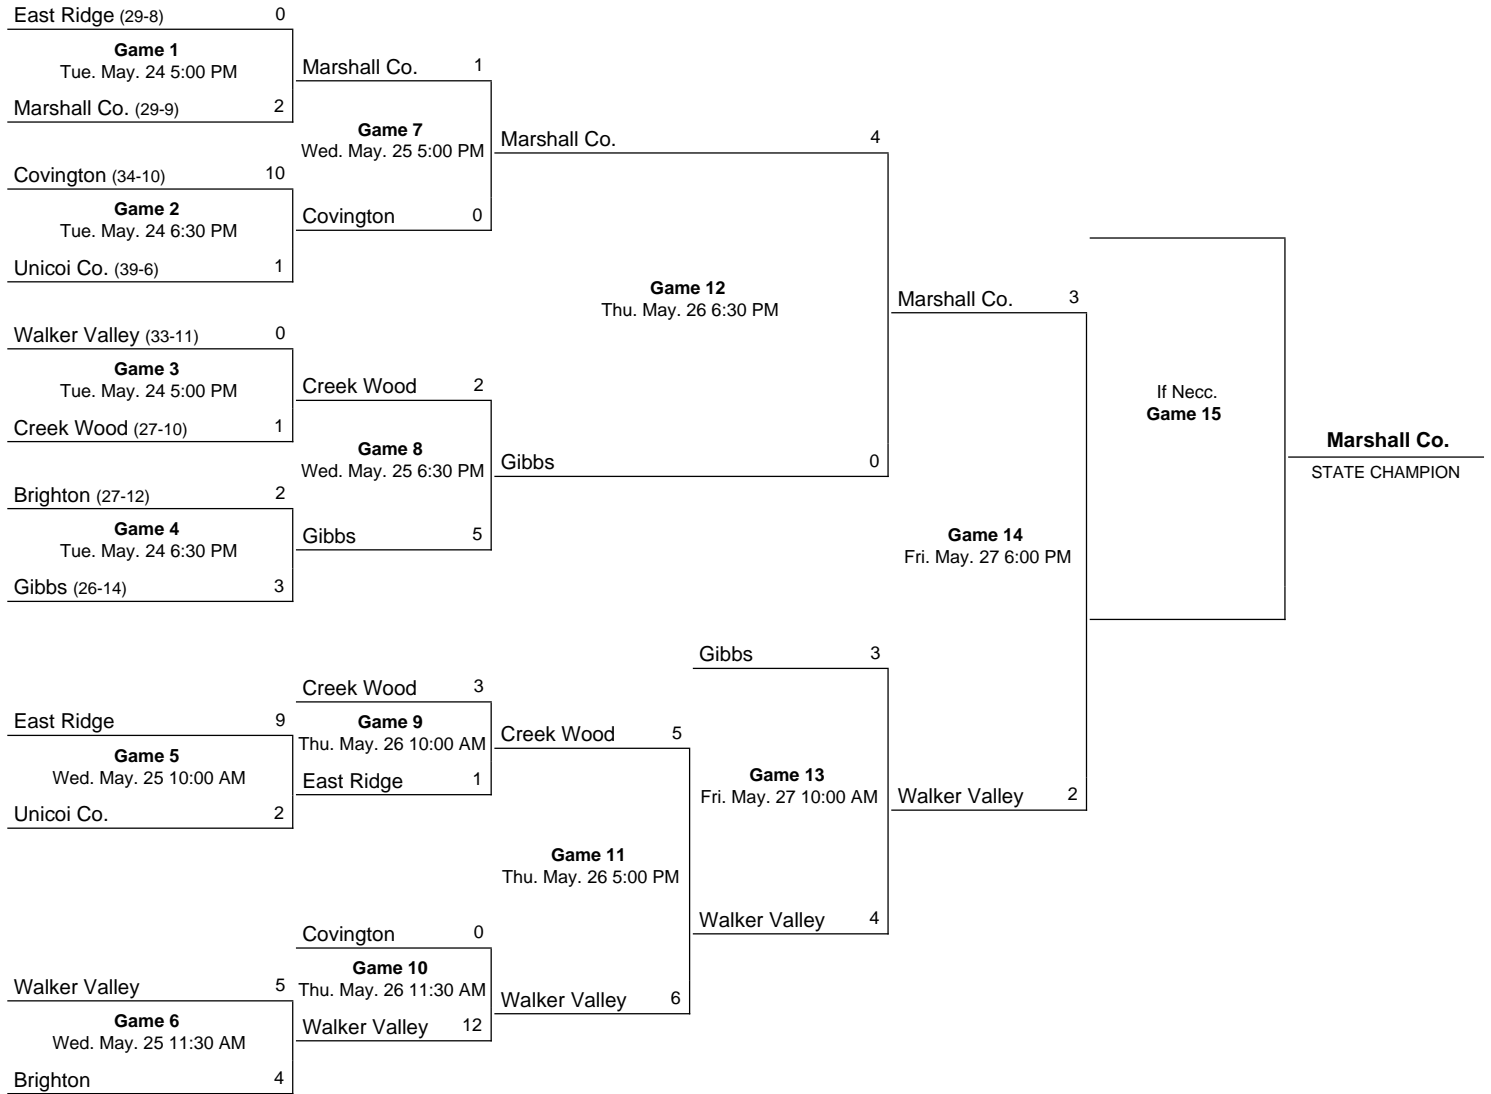 East Ridge (29-8) 0
Game 1
Tue. May. 24 5:00 PM
Marshall Co. (29-9) 2
Covington (34-10) 10
Game 2
Tue. May. 24 6:30 PM
Unicoi Co. (39-6) 1
Walker Valley (33-11) 0
Game 3
Tue. May. 24 5:00 PM
Creek Wood (27-10) 1
Brighton (27-12) 2
Game 4
Tue. May. 24 6:30 PM
Gibbs (26-14) 3
East Ridge 9
Game 5
Wed. May. 25 10:00 AM
Unicoi Co. 2
Walker Valley 5
Game 6
Wed. May. 25 11:30 AM
Brighton 4
Marshall Co. 1
Game 7
Wed. May. 25 5:00 PM
Covington 0
Creek Wood 2
Game 8
Wed. May. 25 6:30 PM
Gibbs 5
Creek Wood 3
Game 9
Thu. May. 26 10:00 AM
East Ridge 1
Covington 0
Game 10
Thu. May. 26 11:30 AM
Walker Valley 12
Marshall Co. 4
Game 12
Thu. May. 26 6:30 PM
Gibbs 0
Creek Wood 5
Game 11
Thu. May. 26 5:00 PM
Walker Valley 6
Gibbs 3
Game 13
Fri. May. 27 10:00 AM
Walker Valley 4
Marshall Co. 3
Game 14
Fri. May. 27 6:00 PM
Walker Valley 2
If Necc.
Game 15
Marshall Co.
STATE CHAMPION